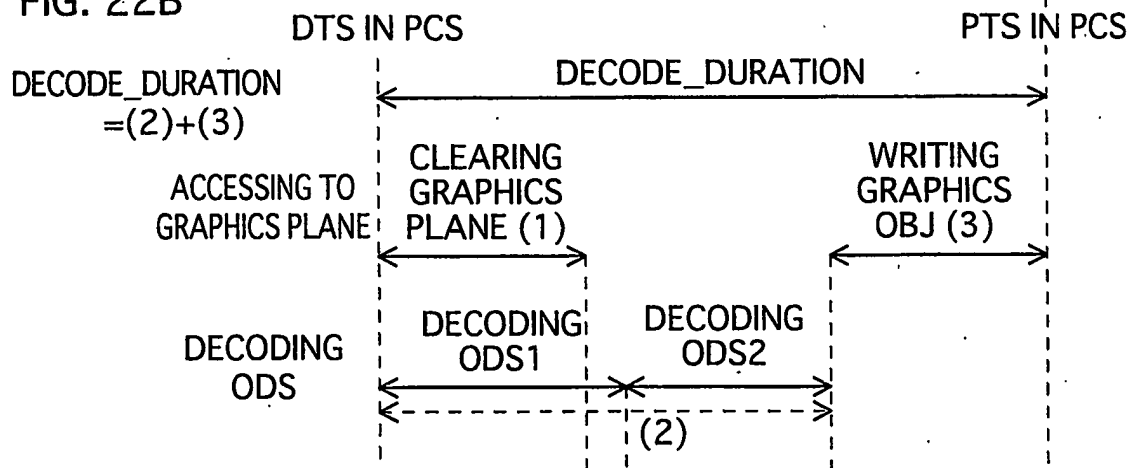 FIG. 22B
DTS IN PCS
PTS IN PCS
DECODE_DURATION
=(2)+(3)
DECODE_DURATION
ACCESSING TO
GRAPHICS PLANE
CLEARING
GRAPHICS
PLANE (1)
WRITING
GRAPHICS
OBJ (3)
DECODING
ODS
DECODING
ODS1
DECODING
ODS2
(2)